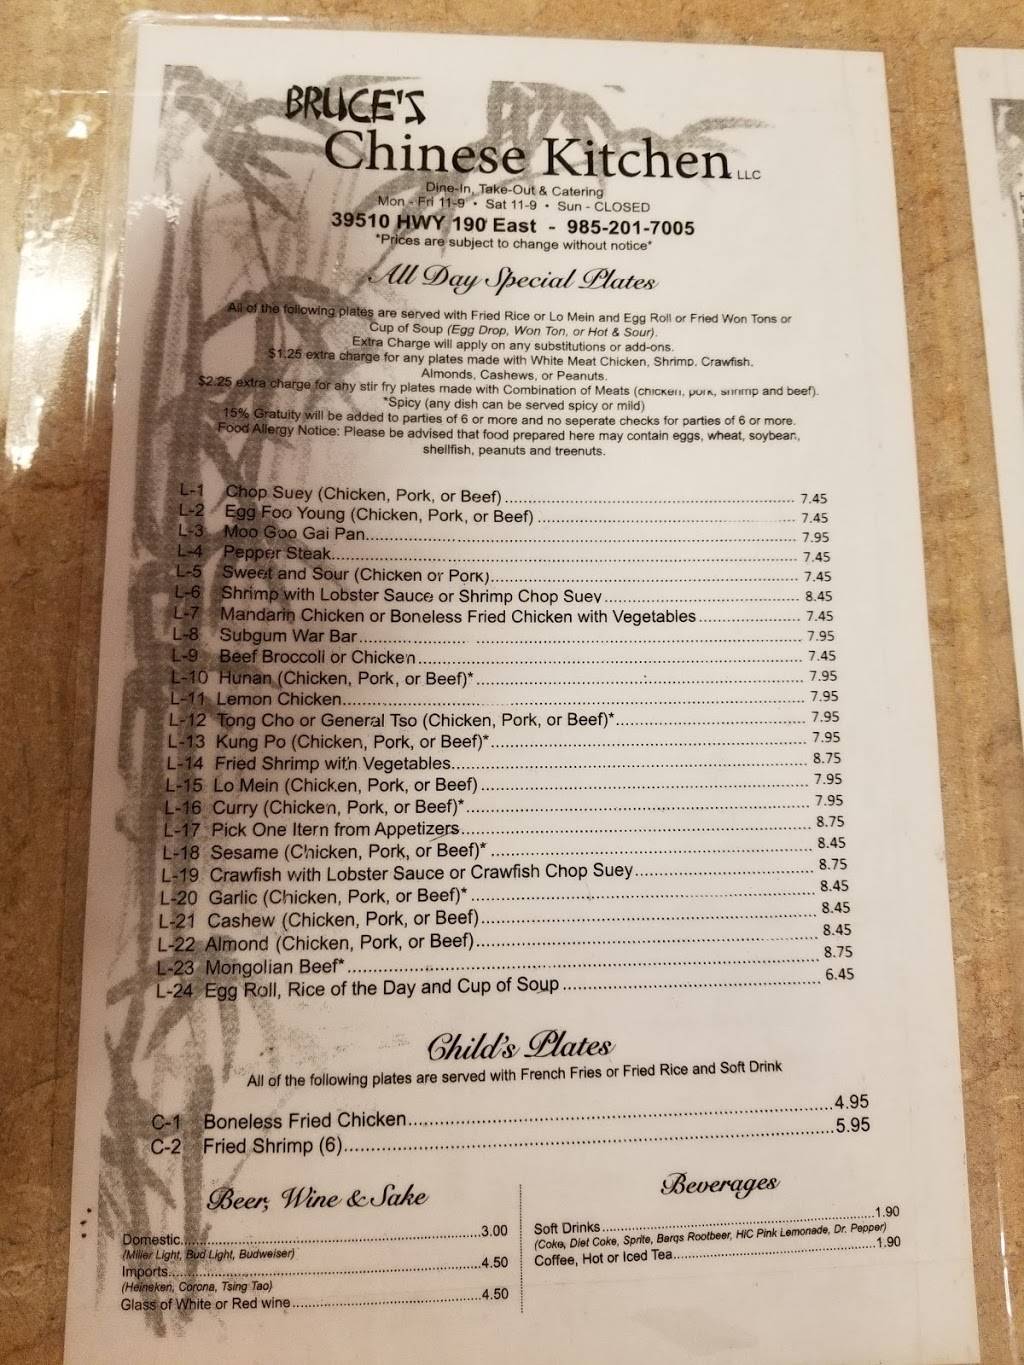 BRUCE'S
Chinese Kitchen LLC
Dine-In, Take-Out & Catering
Mon - Fri 11-9 • Sat 11-9 • Sun - CLOSED
39510 HWY 190 East - 985-201-7005
*Prices are subject to change without notice*
All Day Special Plates
All of the following plates are served with Fried Rice or Lo Mein and Egg Roll or Fried Won Tons or
Cup of Soup (Egg Drop, Won Ton, or Hot & Sour).
Extra Charge will apply on any substitutions or add-ons.
$1.25 extra charge for any plates made with White Meat Chicken, Shrimp, Crawfish,
Almonds, Cashews, or Peanuts.
$2.25 extra charge for any stir fry plates made with Combination of Meats (chicken, pork, shrimp and beef).
*Spicy (any dish can be served spicy or mild)
15% Gratuity will be added to parties of 6 or more and no seperate checks for parties of 6 or more.
Food Allergy Notice: Please be advised that food prepared here may contain eggs, wheat, soybean,
shellfish, peanuts and treenuts.
L-1 Chop Suey (Chicken, Pork, or Beef) 7.45
L-2 Egg Foo Young (Chicken, Pork, or Beef) 7.45
L-3 Moo Goo Gai Pan 7.95
L-4 Pepper Steak 7.45
L-5 Sweet and Sour (Chicken or Pork) 7.45
L-6 Shrimp with Lobster Sauce or Shrimp Chop Suey 8.45
L-7 Mandarin Chicken or Boneless Fried Chicken with Vegetables 7.45
L-8 Subgum War Bar 7.95
L-9 Beef Broccoli or Chicken 7.45
L-10 Hunan (Chicken, Pork, or Beef)* 7.95
L-11 Lemon Chicken 7.95
L-12 Tong Cho or General Tso (Chicken, Pork, or Beef)* 7.95
L-13 Kung Po (Chicken, Pork, or Beef)* 7.95
L-14 Fried Shrimp with Vegetables 8.75
L-15 Lo Mein (Chicken, Pork, or Beef) 7.95
L-16 Curry (Chicken, Pork, or Beef)* 7.95
L-17 Pick One Item from Appetizers 8.75
L-18 Sesame (Chicken, Pork, or Beef)* 8.45
L-19 Crawfish with Lobster Sauce or Crawfish Chop Suey 8.75
L-20 Garlic (Chicken, Pork, or Beef)* 8.45
L-21 Cashew (Chicken, Pork, or Beef) 8.45
L-22 Almond (Chicken, Pork, or Beef) 8.45
L-23 Mongolian Beef* 8.75
L-24 Egg Roll, Rice of the Day and Cup of Soup 6.45
Child's Plates
All of the following plates are served with French Fries or Fried Rice and Soft Drink
C-1 Boneless Fried Chicken 4.95
C-2 Fried Shrimp (6) 5.95
Beer, Wine & Sake
Domestic 3.00
(Miller Light, Bud Light, Budweiser)
Imports 4.50
(Heineken, Corona, Tsing Tao)
Glass of White or Red wine 4.50
Beverages
Soft Drinks 1.90
(Coke, Diet Coke, Sprite, Barqs Rootbeer, HIC Pink Lemonade, Dr. Pepper)
Coffee, Hot or Iced Tea 1.90